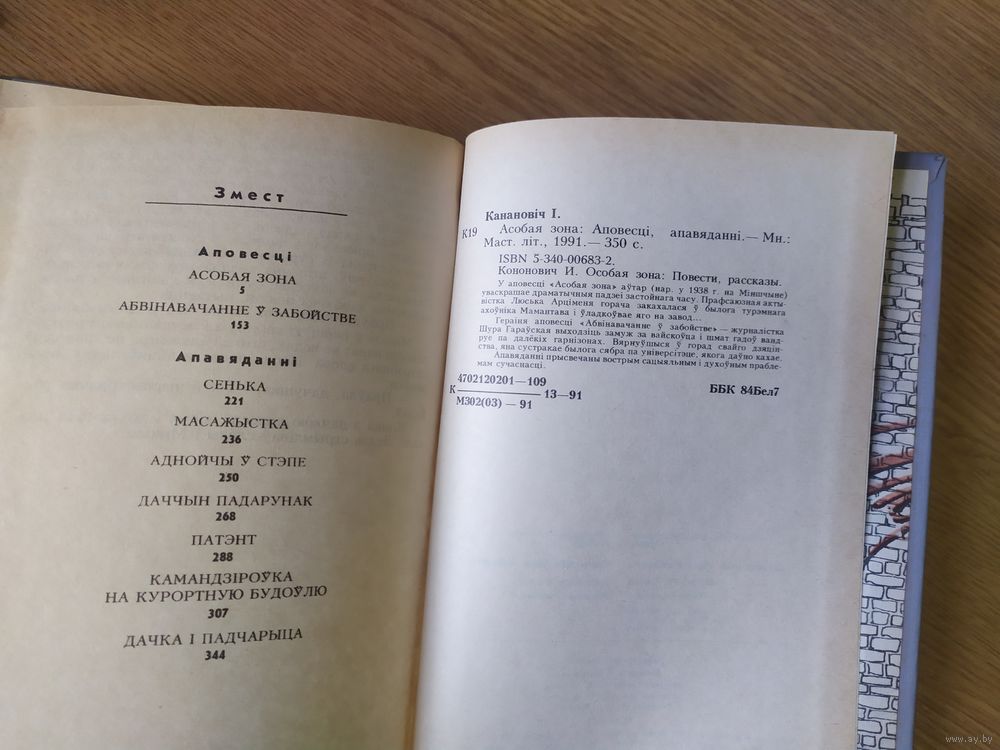 Змест
Аповесці
АСОБАЯ ЗОНА
5
АБВІНАВАЧАННЕ Ў ЗАБОЙСТВЕ
153
Апавяданні
СЕНЬКА
221
МАСАЖЫСТКА
236
АДНОЙЧЫ Ў СТЭПЕ
250
ДАЧЧЫН ПАДАРУНАК
268
ПАТЭНТ
288
КАМАНДЗІРОЎКА
НА КУРОРТНУЮ БУДОЎЛЮ
307
ДАЧКА І ПАДЧАРЫЦА
344
Канановіч І.
К19 Асобая зона: Аповесці, апавяданні.— Мн.:
Маст. літ., 1991.— 350 с.
ISBN 5-340-00683-2.
Кононович И. Особая зона: Повести, рассказы.
У аповесці «Асобая зона» аўтар (нар. у 1938 г. на Міншчыне)
уваскрашае драматычныя падзеі застойнага часу. Прафсаюзная акты-
вістка Люська Арціменя горача закахалася ў былога турэмнага
ахоўніка Мамантава і ўладкоўвае яго на завод...
Гераіня аповесці «Абвінавачанне ў забойстве» — журналістка
Шура Гараўская выходзіць замуж за вайскоўца і шмат гадоў ванд-
руе па далёкіх гарнізонах. Вярнуўшыся ў горад свайго дзяцін-
ства, яна сустракае былога сябра па універсітэце, якога даўно кахае.
Апавяданні прысвечаны вострым сацыяльным і духоўным прабле-
мам сучаснасці.
К 4702120201—109
М302(03) — 91
13—91
ББК 84Бел7
www.ay.by